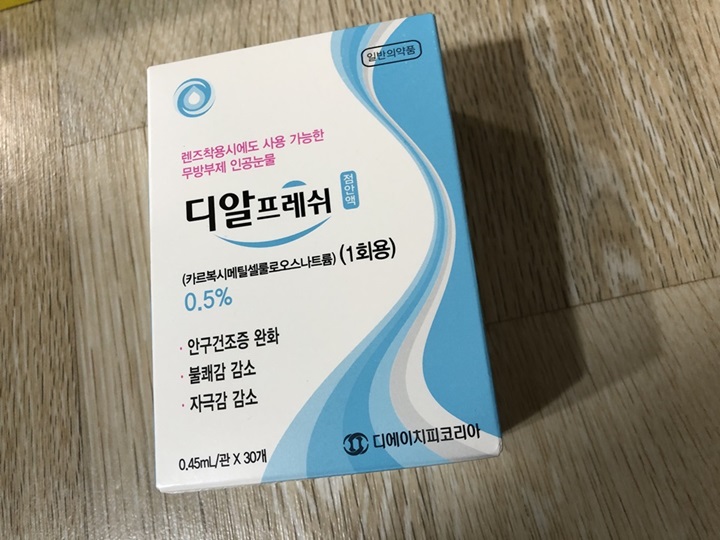 일반의약품
렌즈착용시에도 사용 가능한
무방부제 인공눈물
디알프레쉬 점안액
(카르복시메틸셀룰로오스나트륨) (1회용)
0.5%
· 안구건조증 완화
· 불쾌감 감소
· 자극감 감소
0.45mL/관 X 30개
디에이치피코리아